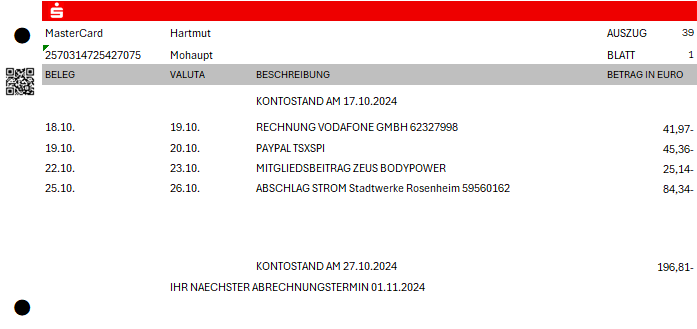 MasterCard Hartmut AUSZUG 39
2570314725427075 Mohaupt BLATT 1
BELEG VALUTA BESCHREIBUNG BETRAG IN EURO
KONTOSTAND AM 17.10.2024
18.10. 19.10. RECHNUNG VODAFONE GMBH 62327998 41,97-
19.10. 20.10. PAYPAL TSXSPI 45,36-
22.10. 23.10. MITGLIEDSBEITRAG ZEUS BODYPOWER 25,14-
25.10. 26.10. ABSCHLAG STROM Stadtwerke Rosenheim 59560162 84,34-
KONTOSTAND AM 27.10.2024 196,81-
IHR NAECHSTER ABRECHNUNGSTERMIN 01.11.2024